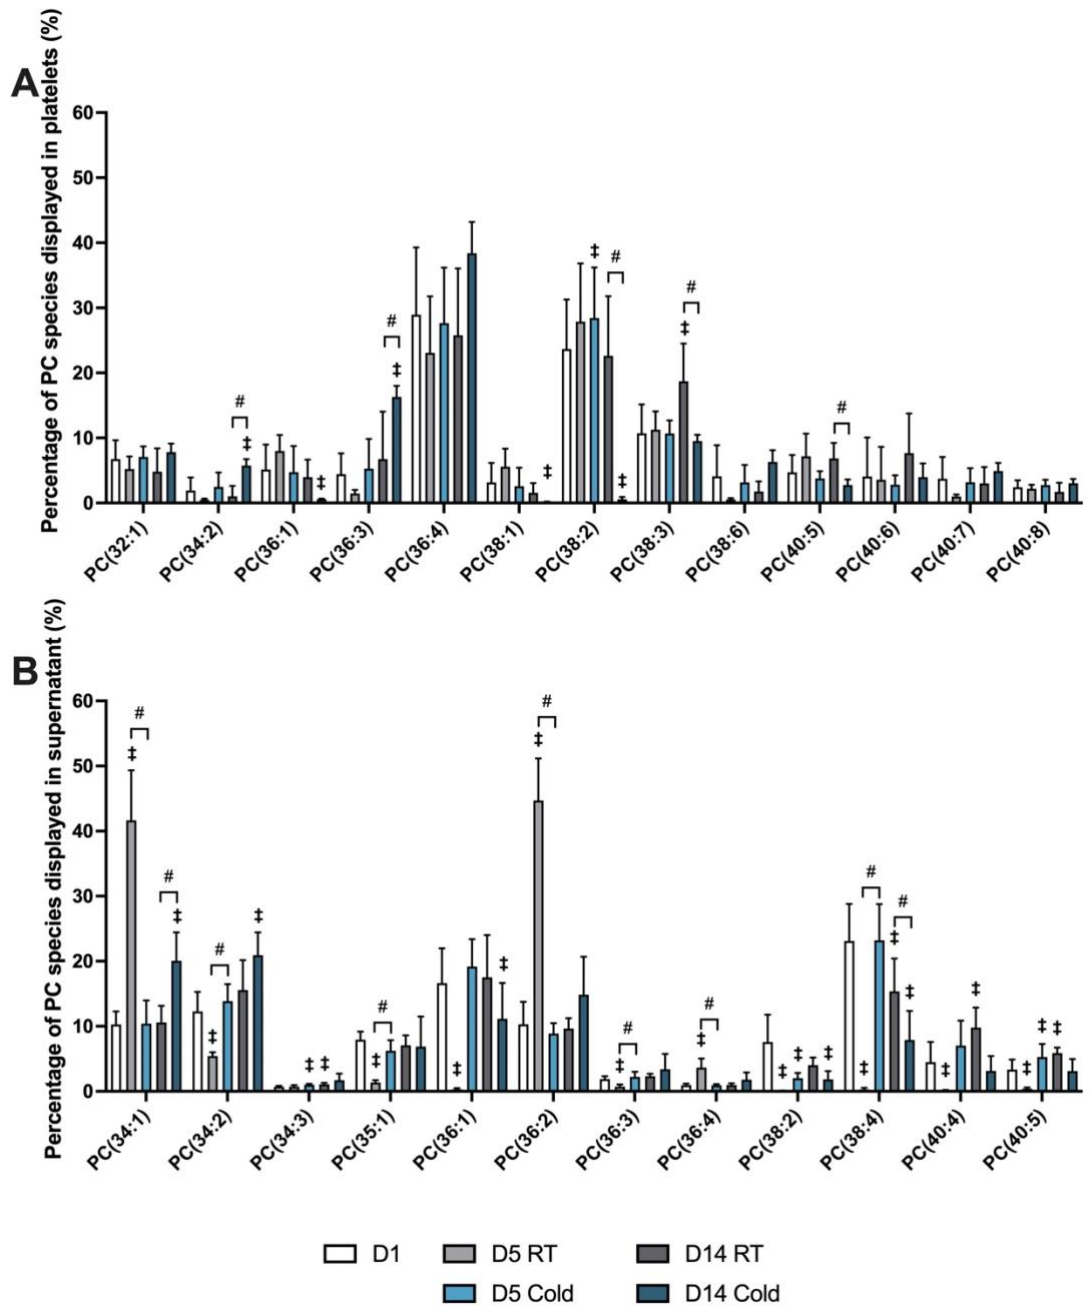 A
Percentage of PC species displayed in platelets (%)
60
50
40
30
20
10
0
#
‡
‡
#
‡
‡
‡
#
‡
#
‡
#
PC(32:1)
PC(34:2)
PC(36:1)
PC(36:3)
PC(36:4)
PC(38:1)
PC(38:2)
PC(38:3)
PC(38:6)
PC(40:5)
PC(40:6)
PC(40:7)
PC(40:8)
B
Percentage of PC species displayed in supernatant (%)
60
50
40
30
20
10
0
#
‡
#
‡
#
‡
‡
‡ ‡
#
‡
‡
‡
#
‡
#
‡
#
‡
‡
‡
‡
#
‡
#
‡
‡
‡
‡
‡
‡ ‡
PC(34:1)
PC(34:2)
PC(34:3)
PC(35:1)
PC(36:1)
PC(36:2)
PC(36:3)
PC(36:4)
PC(38:2)
PC(38:4)
PC(40:4)
PC(40:5)
D1
D5 RT
D14 RT
D5 Cold
D14 Cold